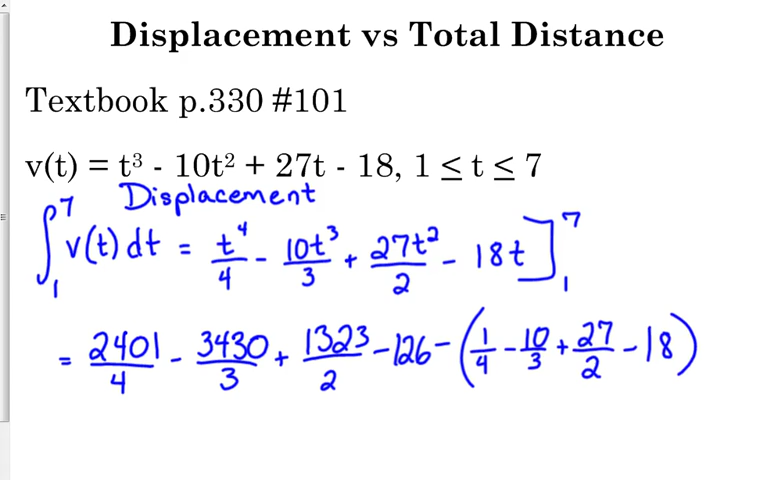 Displacement vs Total Distance
Textbook p.330 #101
v(t) = t³ - 10t² + 27t - 18, 1 ≤ t ≤ 7
Displacement
∫₁⁷ v(t) dt = t⁴/4 - 10t³/3 + 27t²/2 - 18t]₁⁷
= 2401/4 - 3430/3 + 1323/2 - 126 - (1/4 - 10/3 + 27/2 - 18)